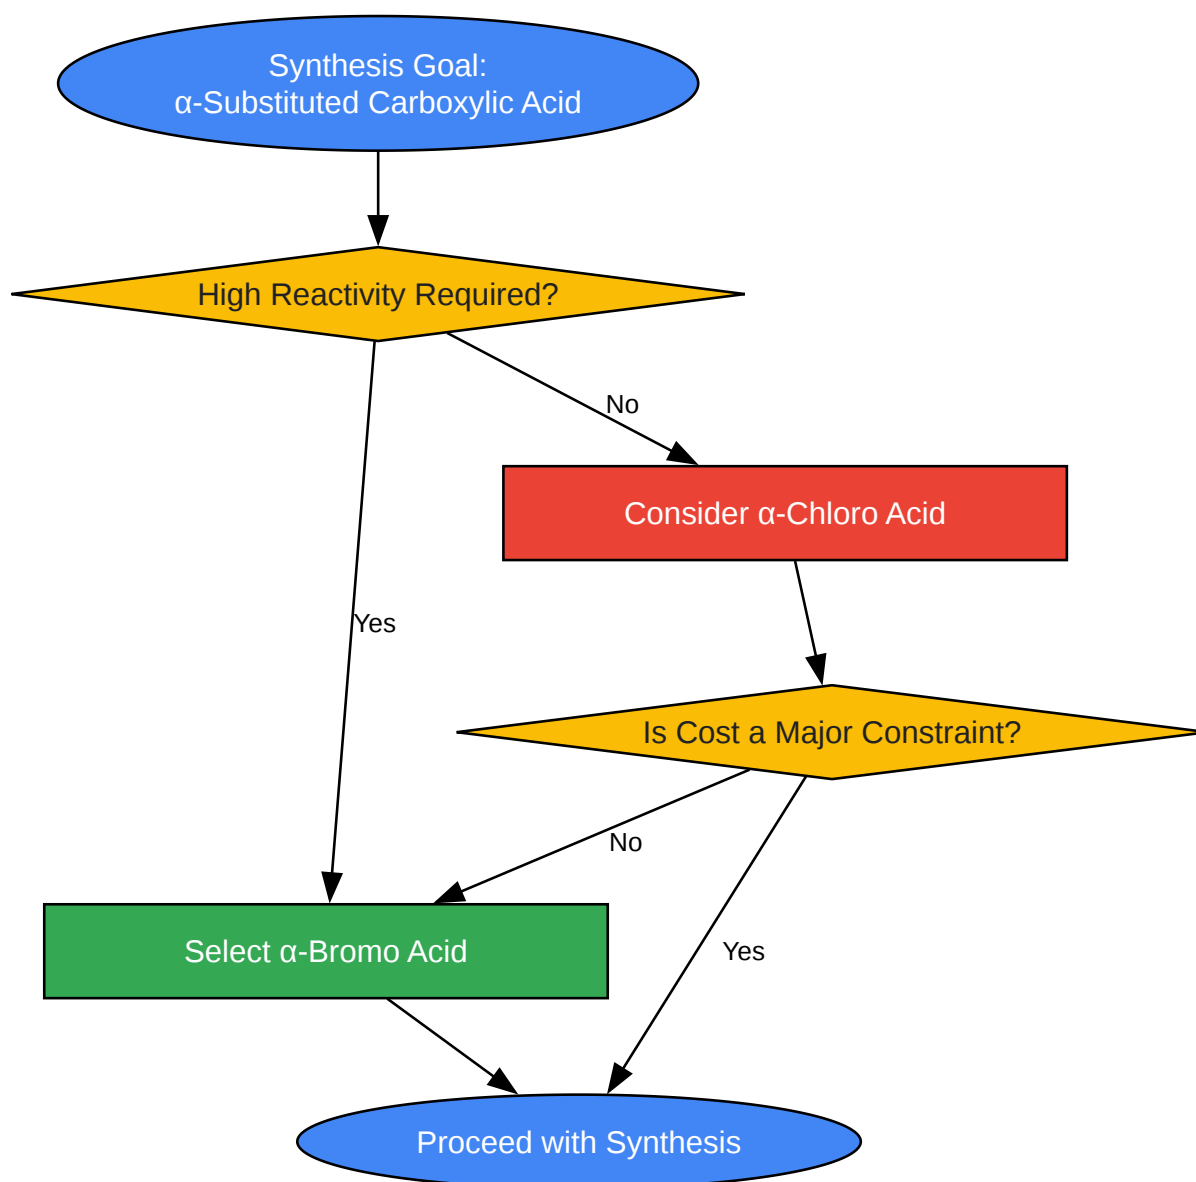 Synthesis Goal:
α-Substituted Carboxylic Acid
High Reactivity Required?
No
Consider α-Chloro Acid
Yes
Is Cost a Major Constraint?
No
Select α-Bromo Acid
Yes
Proceed with Synthesis